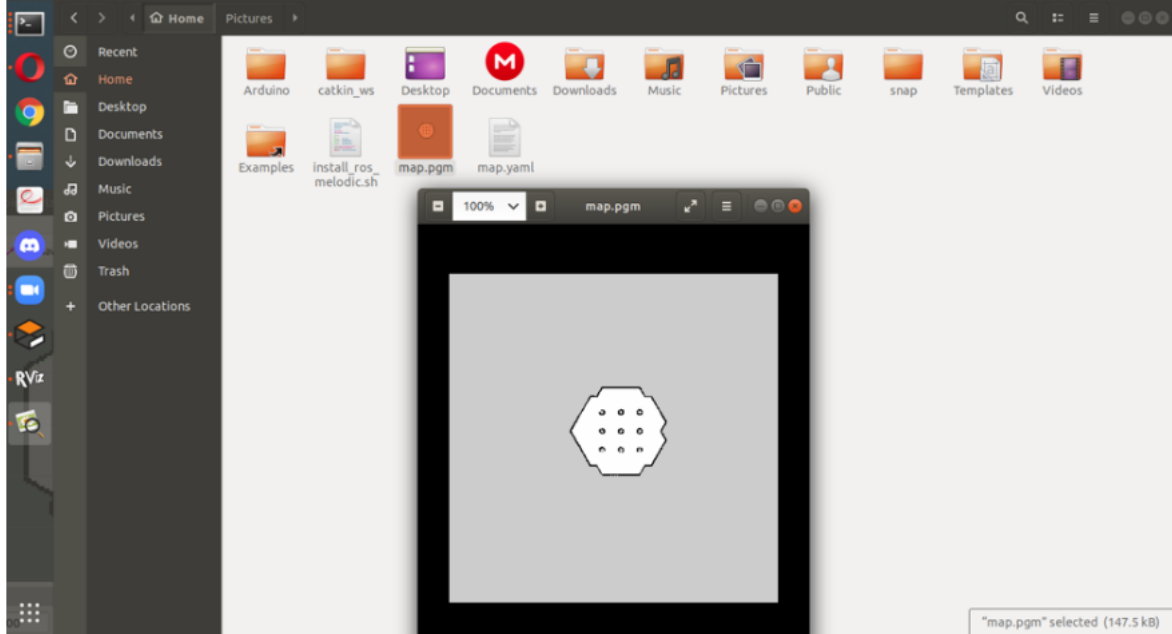 Home Pictures
Recent
Home
Desktop
Documents
Downloads
Music
Pictures
Videos
Trash
Other Locations
Arduino catkin_ws Desktop Documents Downloads Music Pictures Public snap Templates Videos
M
Examples install_ros_ map.pgm map.yaml
melodic.sh
100% map.pgm
RViz
"map.pgm" selected (147.5 kB)